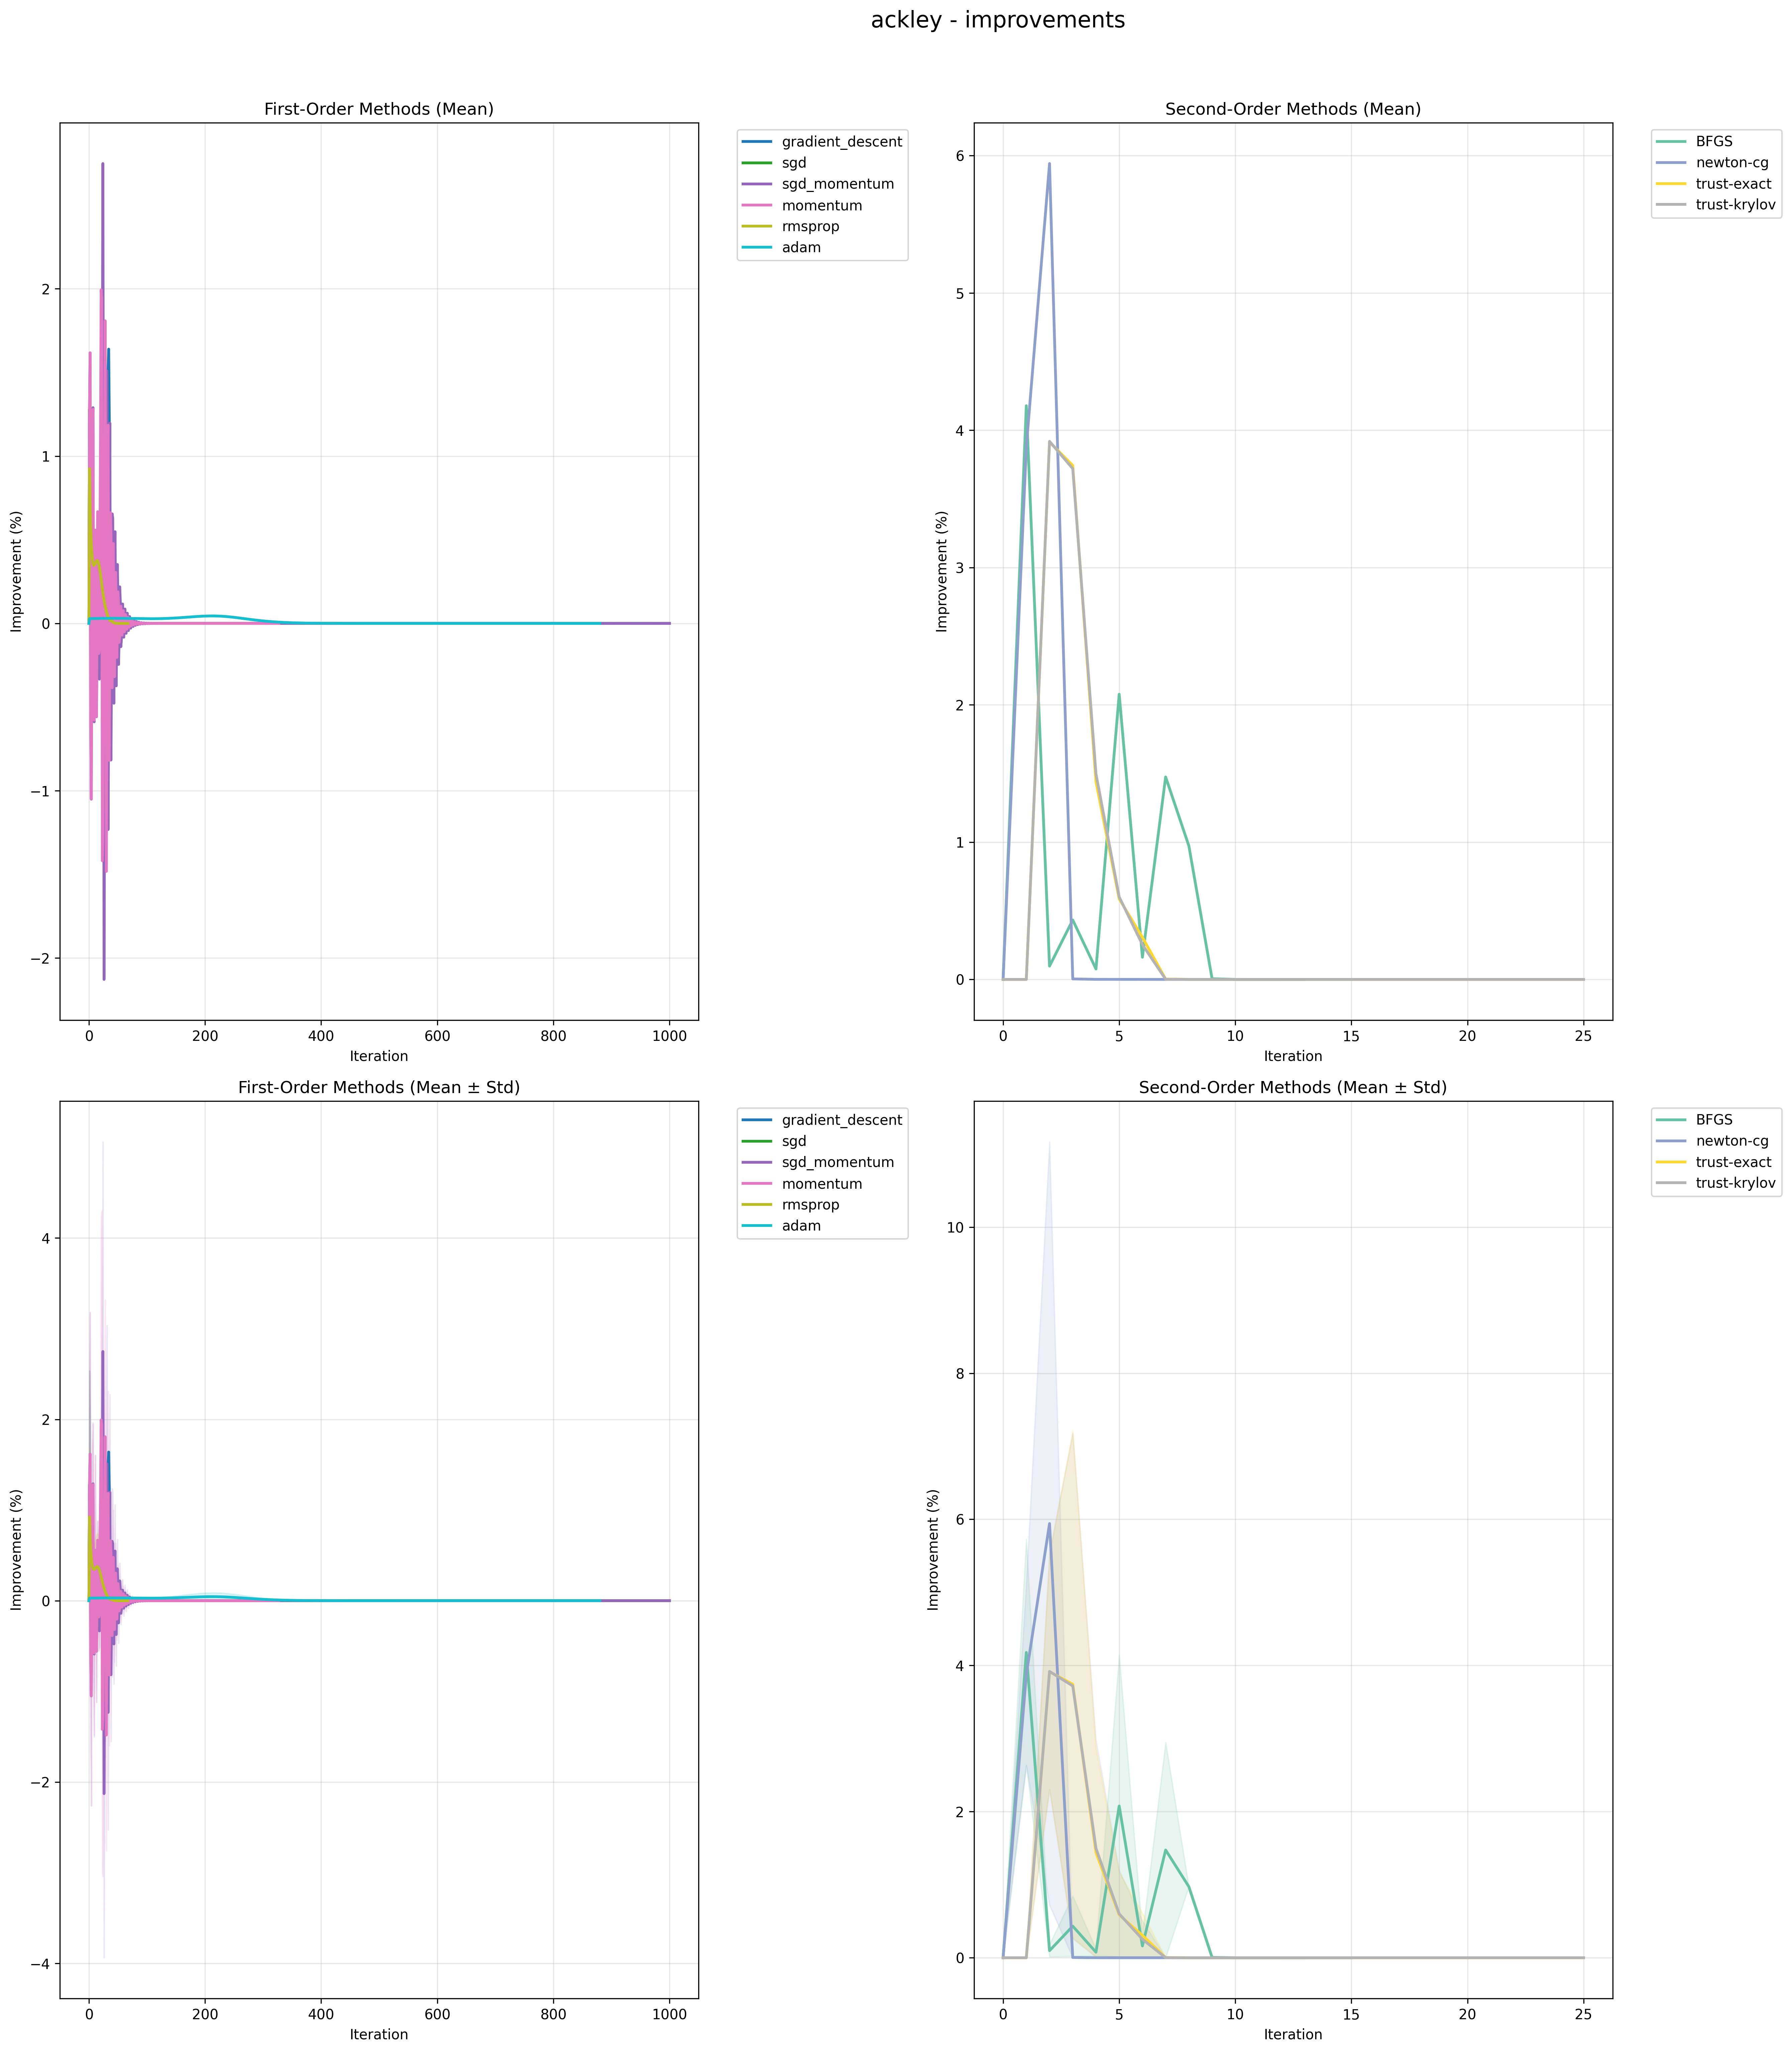 ackley - improvements
First-Order Methods (Mean)
Improvement (%)
2
1
0
−1
−2
0 200 400 600 800 1000
Iteration
gradient_descent
sgd
sgd_momentum
momentum
rmsprop
adam
Second-Order Methods (Mean)
Improvement (%)
6
5
4
3
2
1
0
0 5 10 15 20 25
Iteration
BFGS
newton-cg
trust-exact
trust-krylov
First-Order Methods (Mean ± Std)
Improvement (%)
4
2
0
−2
−4
0 200 400 600 800 1000
Iteration
gradient_descent
sgd
sgd_momentum
momentum
rmsprop
adam
Second-Order Methods (Mean ± Std)
Improvement (%)
10
8
6
4
2
0
0 5 10 15 20 25
Iteration
BFGS
newton-cg
trust-exact
trust-krylov